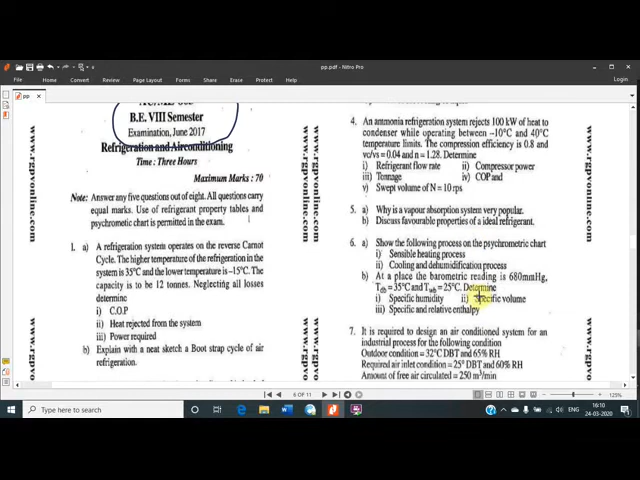 pp.pdf - Nitro Pro
File Home Edit Review Page Layout Forms Share Erase Protect Help
pp
B.E. VIII Semester
Examination, June 2017
Refrigeration and Airconditioning
Time : Three Hours
Maximum Marks : 70
Note: Answer any five questions out of eight. All questions carry
equal marks. Use of refrigerant property tables and
psychrometric chart is permitted in the exam.
1. a) A refrigeration system operates on the reverse Carnot
Cycle. The higher temperature of the refrigeration in the
system is 35°C and the lower temperature is –15°C. The
capacity is to be 12 tonnes. Neglecting all losses
determine
i) C.O.P
ii) Heat rejected from the system
iii) Power required
b) Explain with a neat sketch a Boot strap cycle of air
refrigeration.
www.rgpvonline.com
www.rgpvonline.com
4. An ammonia refrigeration system rejects 100 kW of heat to
condenser while operating between –10°C and 40°C
temperature limits. The compression efficiency is 0.8 and
vc/vs = 0.04 and n = 1.28. Determine
i) Refrigerant flow rate ii) Compressor power
iii) Tonnage iv) COP and
v) Swept volume of N = 10 rps
5. a) Why is a vapour absorption system very popular.
b) Discuss favourable properties of a ideal refrigerant.
6. a) Show the following process on the psychrometric chart
i) Sensible heating process
ii) Cooling and dehumidification process
b) At a place the barometric reading is 680mmHg,
Tdb = 35°C and Twb = 25°C. Determine
i) Specific humidity ii) Specific volume
iii) Specific and relative enthalpy
7. It is required to design an air conditioned system for an
industrial process for the following condition
Outdoor condition = 32°C DBT and 65% RH
Required air inlet condition = 25° DBT and 60% RH
Amount of free air circulated = 250 m³/min
www.rgpvonline.com
www.rgpvonline.com
6 OF 11
125%
Type here to search
ENG
16:10
24-03-2020